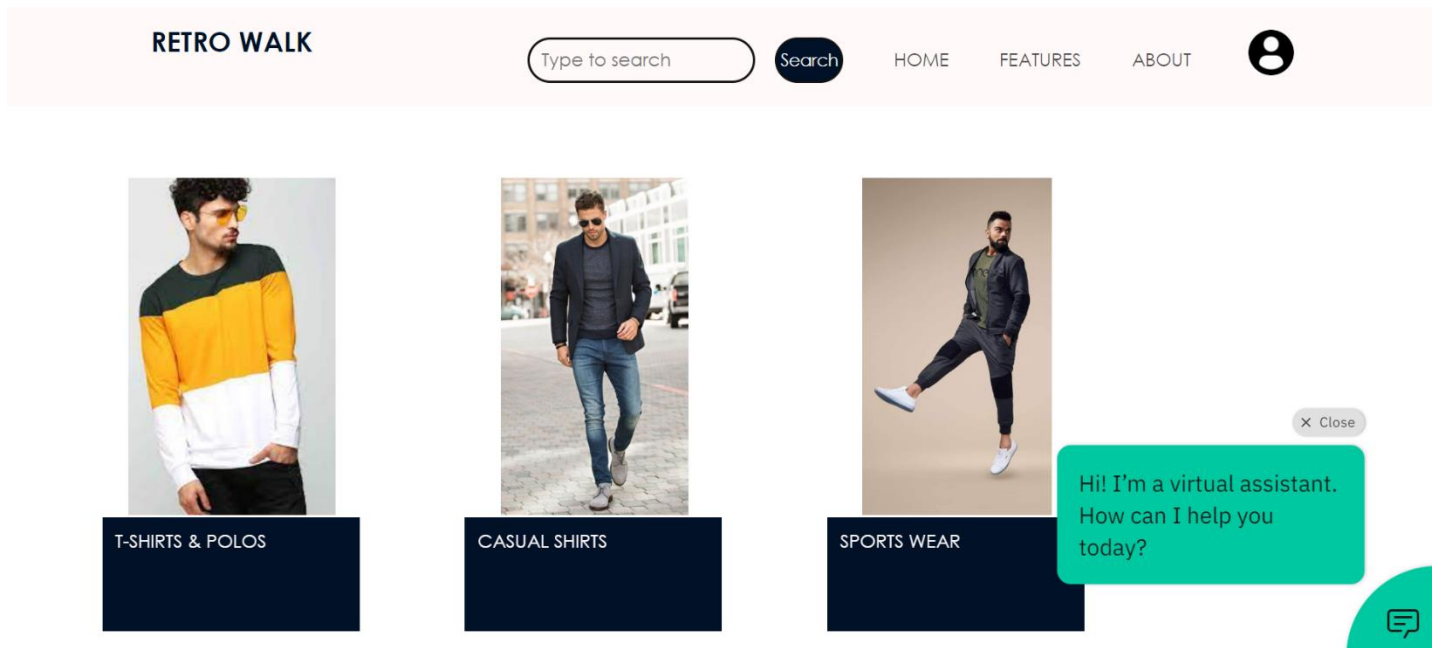 RETRO WALK
Type to search
Search
HOME
FEATURES
ABOUT
T-SHIRTS & POLOS
CASUAL SHIRTS
SPORTS WEAR
× Close
Hi! I'm a virtual assistant.
How can I help you
today?